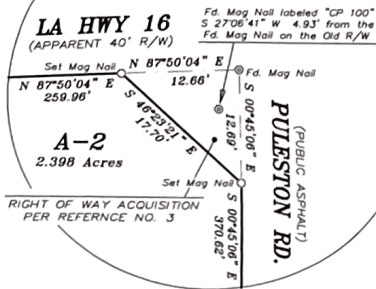 Fd. Mag Nail labeled "CP 100"
S 27°06'41" W 4.93' from the
Fd. Mag Nail on the Old R/W
LA HWY 16
(APPARENT 40' R/W)
Set Mag Nail
N 87°50'04" E
12.66'
Fd. Mag Nail
N 87°50'04" E
259.96'
S 46°23'21" E
17.70'
S 00°45'06" E
12.69'
A-2
2.398 Acres
(PUBLIC ASPHALT)
PULESTON RD.
Set Mag Nail
RIGHT OF WAY ACQUISITION
PER REFERNCE NO. 3
S 00°45'06" E
370.62'